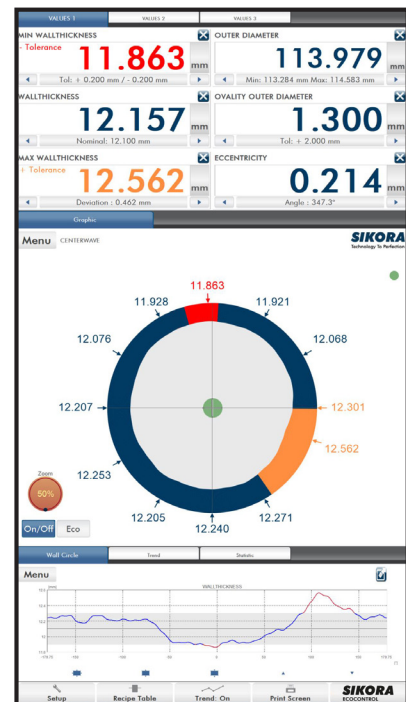 VALUES 1 VALUES 2 VALUES 3
MIN WALLTHICKNESS
- Tolerance
11.863 mm
Tol: + 0.200 mm / - 0.200 mm
OUTER DIAMETER
113.979 mm
Min: 113.284 mm Max: 114.583 mm
WALLTHICKNESS
12.157 mm
Nominal: 12.100 mm
OVALITY OUTER DIAMETER
1.300 mm
Tol: + 2.000 mm
MAX WALLTHICKNESS
+ Tolerance
12.562 mm
Deviation : 0.462 mm
ECCENTRICITY
0.214 mm
Angle : 347.3°
Graphic
Menu CENTERWAVE
SIKORA
Technology To Perfection
11.863
11.928 11.921
12.076 12.068
12.207 12.301
12.562
12.253
12.205 12.271
12.240
Zoom
50%
On/Off Eco
Wall Circle Trend Statistic
Menu
WALLTHICKNESS
Setup Recipe Table Trend: On Print Screen
SIKORA
ECOCONTROL